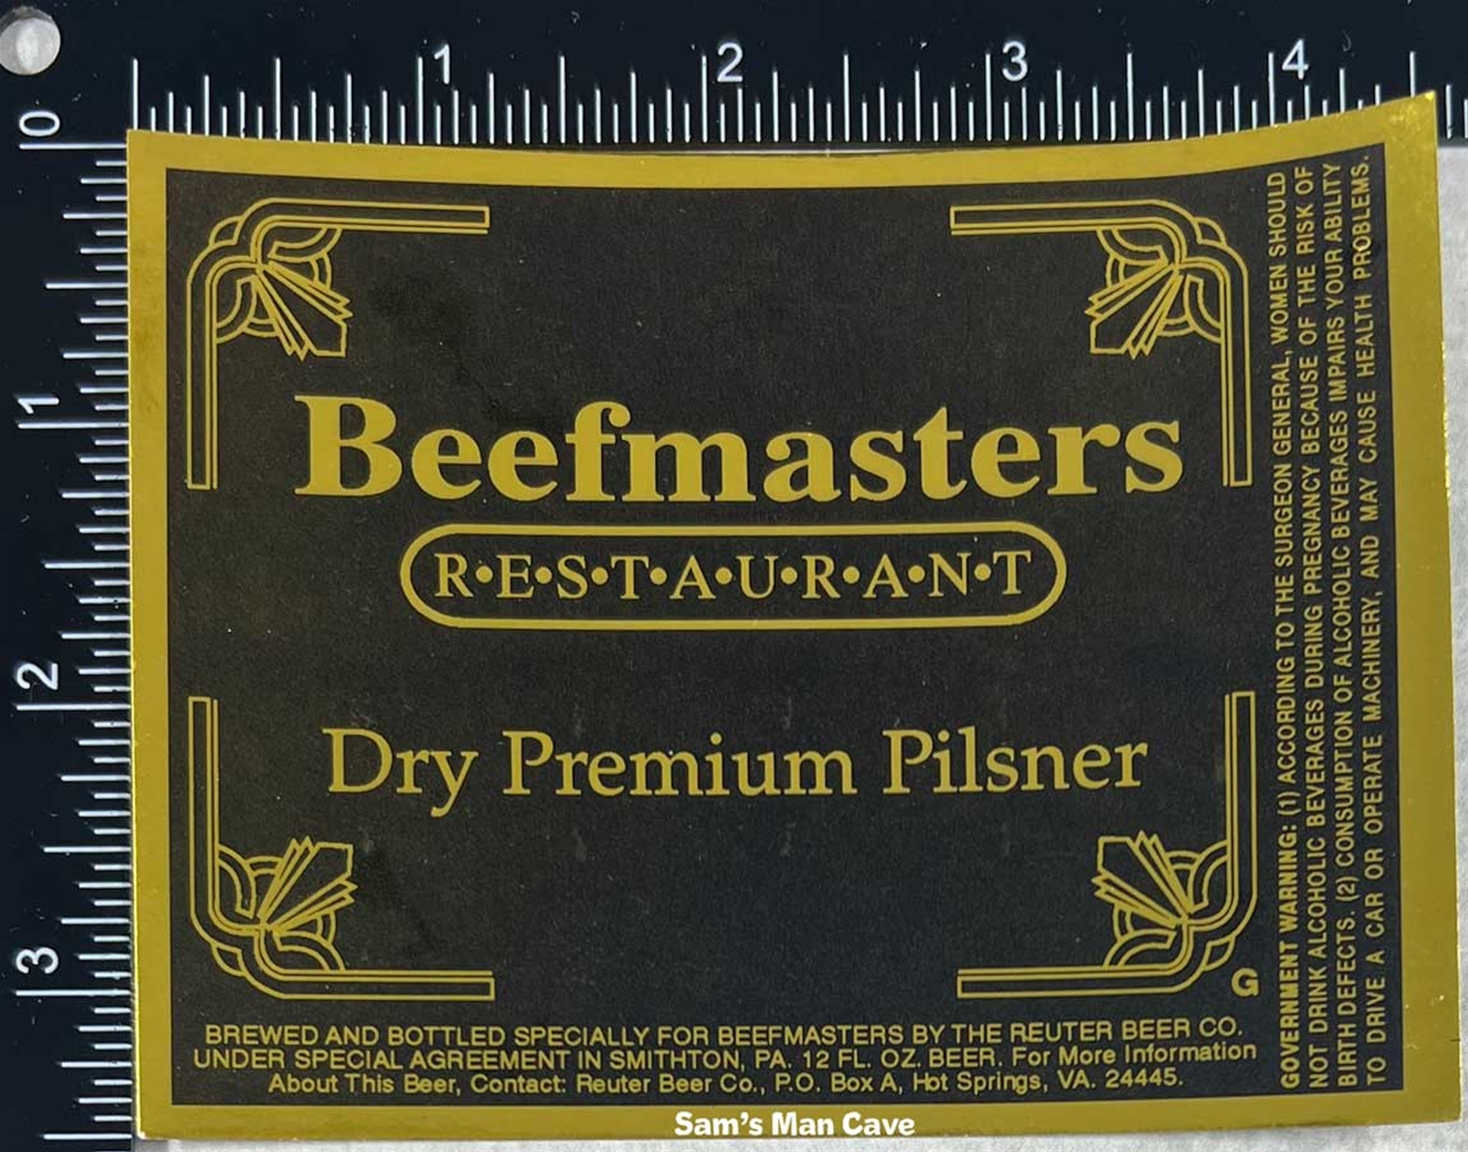 1 2 3 4
0
1
2
3
Beefmasters
R•E•S•T•A•U•R•A•N•T
Dry Premium Pilsner
G
BREWED AND BOTTLED SPECIALLY FOR BEEFMASTERS BY THE REUTER BEER CO.
UNDER SPECIAL AGREEMENT IN SMITHTON, PA. 12 FL. OZ. BEER. For More Information
About This Beer, Contact: Reuter Beer Co., P.O. Box A, Hot Springs, VA. 24445.
GOVERNMENT WARNING: (1) ACCORDING TO THE SURGEON GENERAL, WOMEN SHOULD
NOT DRINK ALCOHOLIC BEVERAGES DURING PREGNANCY BECAUSE OF THE RISK OF
BIRTH DEFECTS. (2) CONSUMPTION OF ALCOHOLIC BEVERAGES IMPAIRS YOUR ABILITY
TO DRIVE A CAR OR OPERATE MACHINERY, AND MAY CAUSE HEALTH PROBLEMS.
Sam's Man Cave